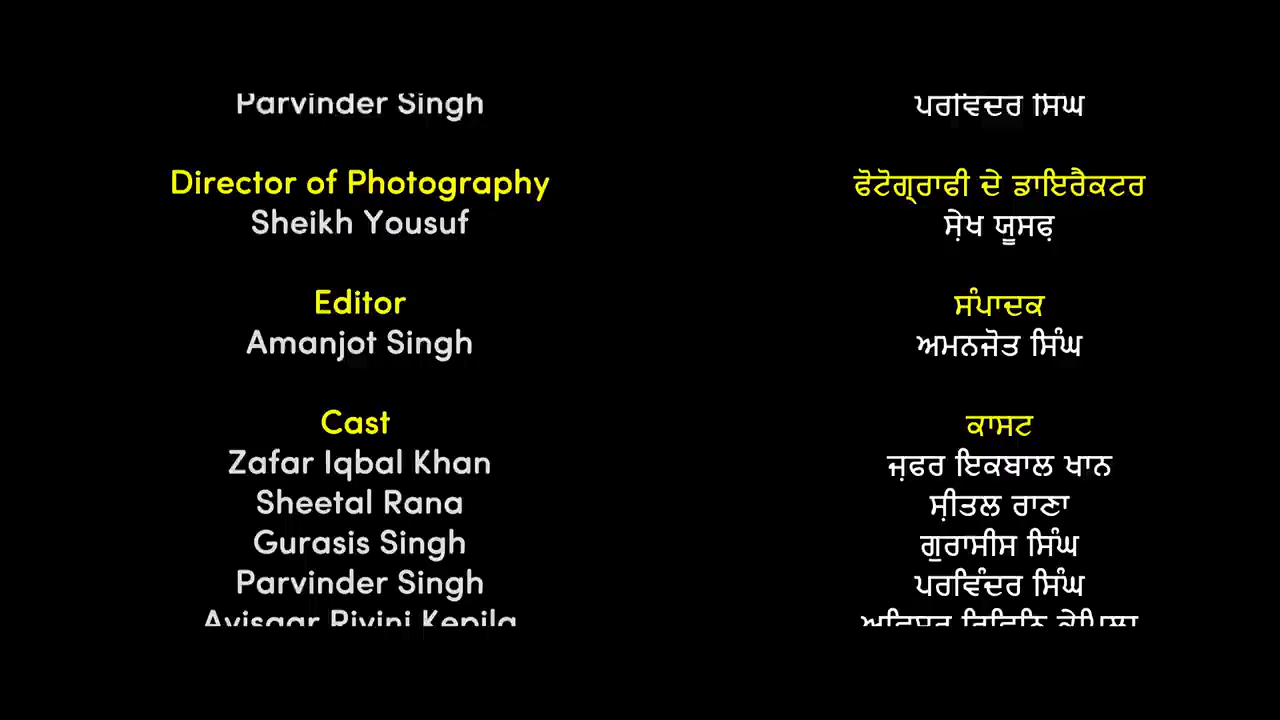 Parvinder Singh
ਪਰਵਿੰਦਰ ਸਿੰਘ
Director of Photography
ਫੋਟੋਗ੍ਰਾਫੀ ਦੇ ਡਾਇਰੈਕਟਰ
Sheikh Yousuf
ਸ਼ੇਖ ਯੂਸਫ਼
Editor
ਸੰਪਾਦਕ
Amanjot Singh
ਅਮਨਜੋਤ ਸਿੰਘ
Cast
ਕਾਸਟ
Zafar Iqbal Khan
ਜ਼ਫਰ ਇਕਬਾਲ ਖਾਨ
Sheetal Rana
ਸ਼ੀਤਲ ਰਾਣਾ
Gurasis Singh
ਗੁਰਾਸੀਸ ਸਿੰਘ
Parvinder Singh
ਪਰਵਿੰਦਰ ਸਿੰਘ